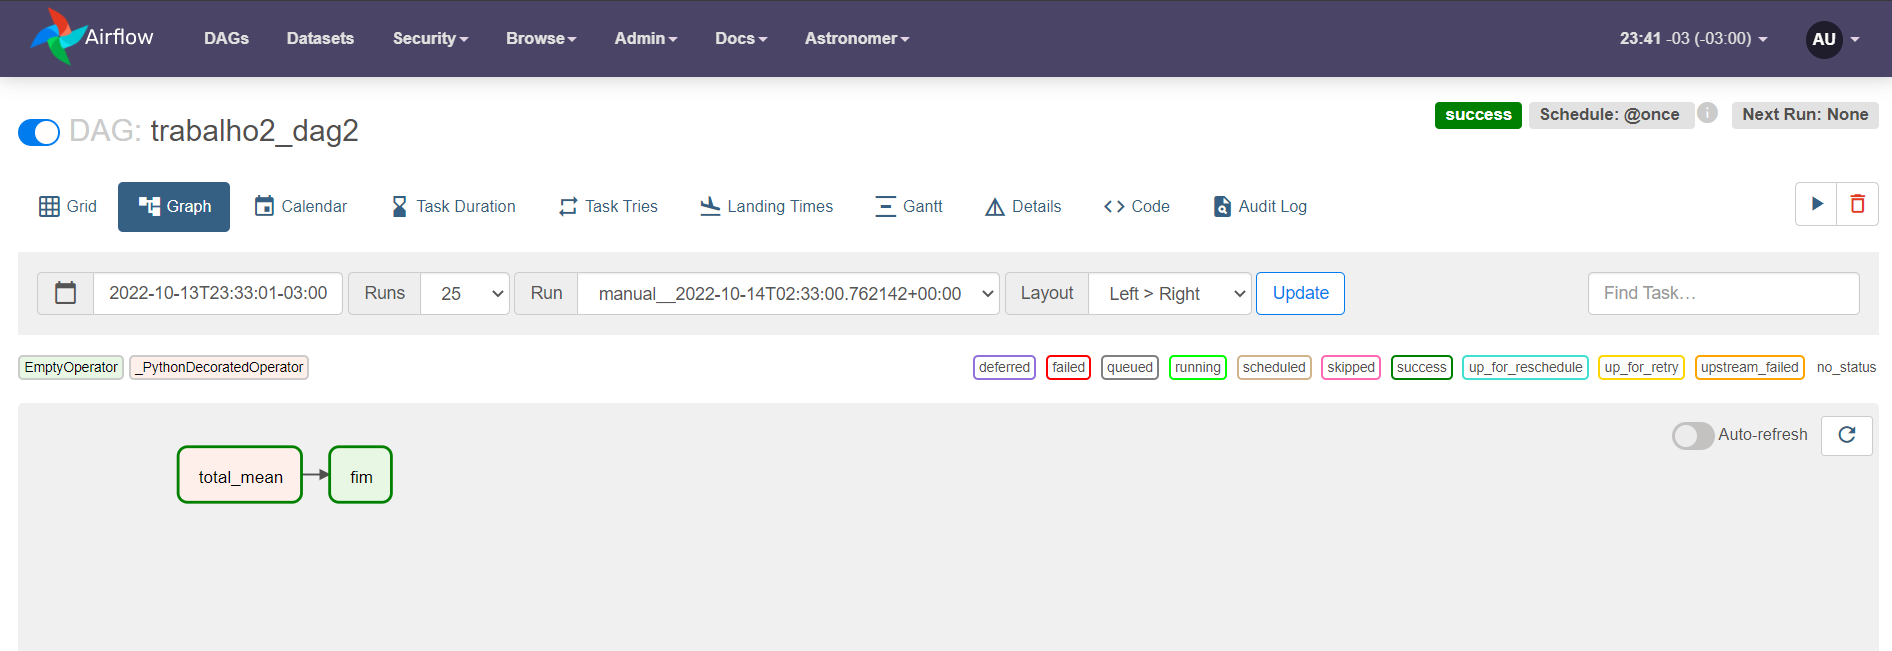 Airflow DAGs Datasets Security Browse Admin Docs Astronomer 23:41 -03 (-03:00) AU
DAG: trabalho2_dag2 success Schedule: @once i Next Run: None
Grid Graph Calendar Task Duration Task Tries Landing Times Gantt Details Code Audit Log
2022-10-13T23:33:01-03:00 Runs 25 Run manual__2022-10-14T02:33:00.762142+00:00 Layout Left > Right Update Find Task…
EmptyOperator _PythonDecoratedOperator deferred failed queued running scheduled skipped success up_for_reschedule up_for_retry upstream_failed no_status
Auto-refresh
total_mean fim